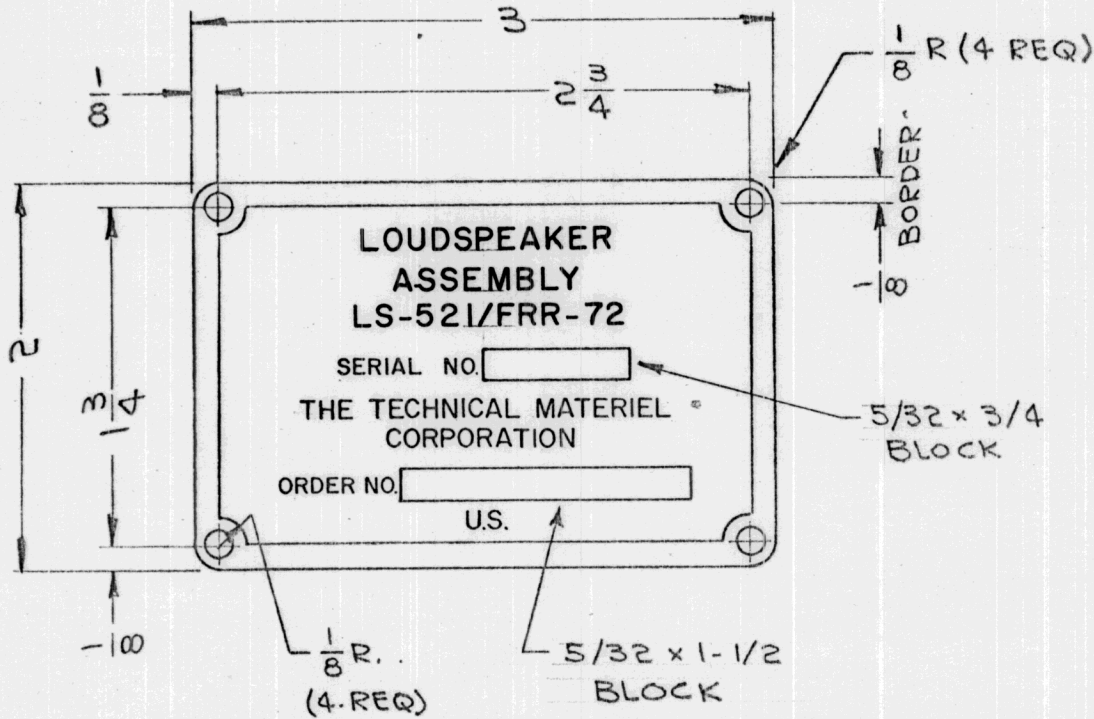 3
1/8 R (4 REQ)
1/8
2 3/4
1/8 BORDER
LOUDSPEAKER
ASSEMBLY
LS-521/FRR-72
2
1 3/4
SERIAL NO.
THE TECHNICAL MATERIEL
CORPORATION
5/32 x 3/4
BLOCK
ORDER NO.
U.S.
1/8
1/8 R.
(4 REQ)
5/32 x 1-1/2
BLOCK